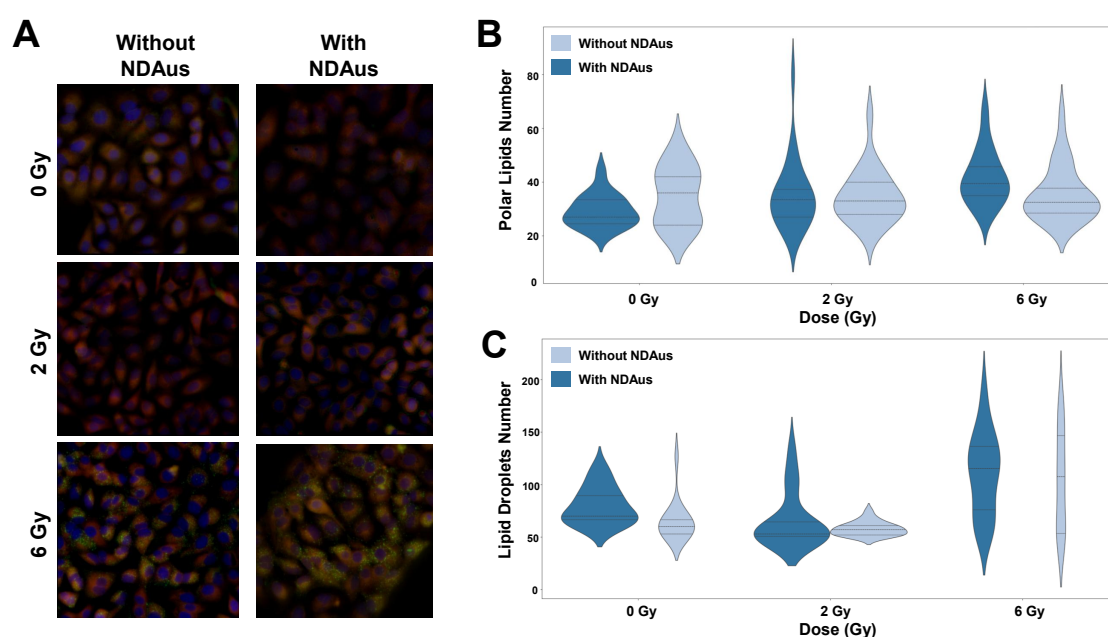 A
Without
NDAus
With
NDAus
0 Gy
2 Gy
6 Gy
B
Without NDAus
With NDAus
Polar Lipids Number
80
60
40
20
0
0 Gy
2 Gy
6 Gy
Dose (Gy)
C
Without NDAus
With NDAus
Lipid Droplets Number
200
150
100
50
0
0 Gy
2 Gy
6 Gy
Dose (Gy)